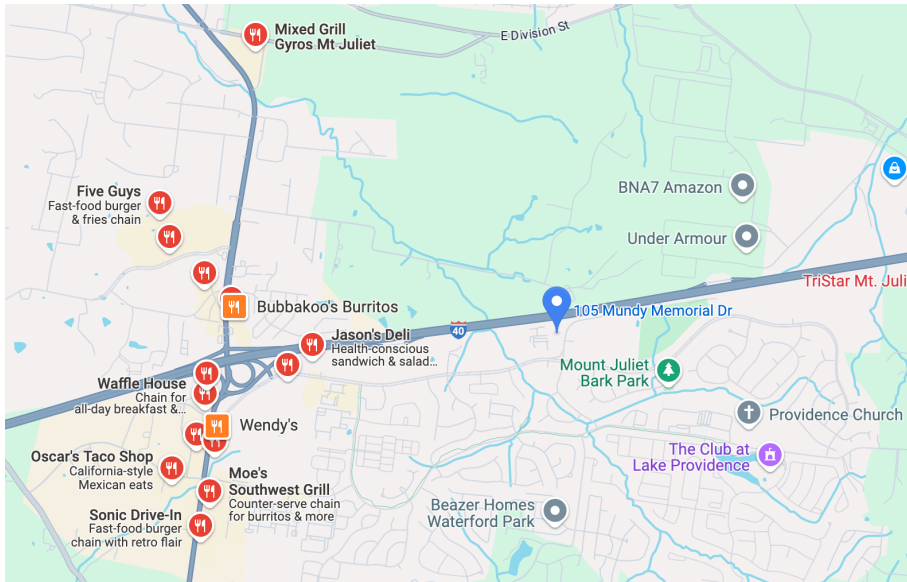 Mixed Grill
Gyros Mt Juliet
E Division St
Five Guys
Fast-food burger
& fries chain
BNA7 Amazon
Under Armour
TriStar Mt. Juli
Bubbakoo's Burritos
105 Mundy Memorial Dr
40
Jason's Deli
Health-conscious
sandwich & salad...
Mount Juliet
Bark Park
Waffle House
Chain for
all-day breakfast &...
Wendy's
Providence Church
The Club at
Lake Providence
Oscar's Taco Shop
California-style
Mexican eats
Moe's
Southwest Grill
Counter-serve chain
for burritos & more
Beazer Homes
Waterford Park
Sonic Drive-In
Fast-food burger
chain with retro flair